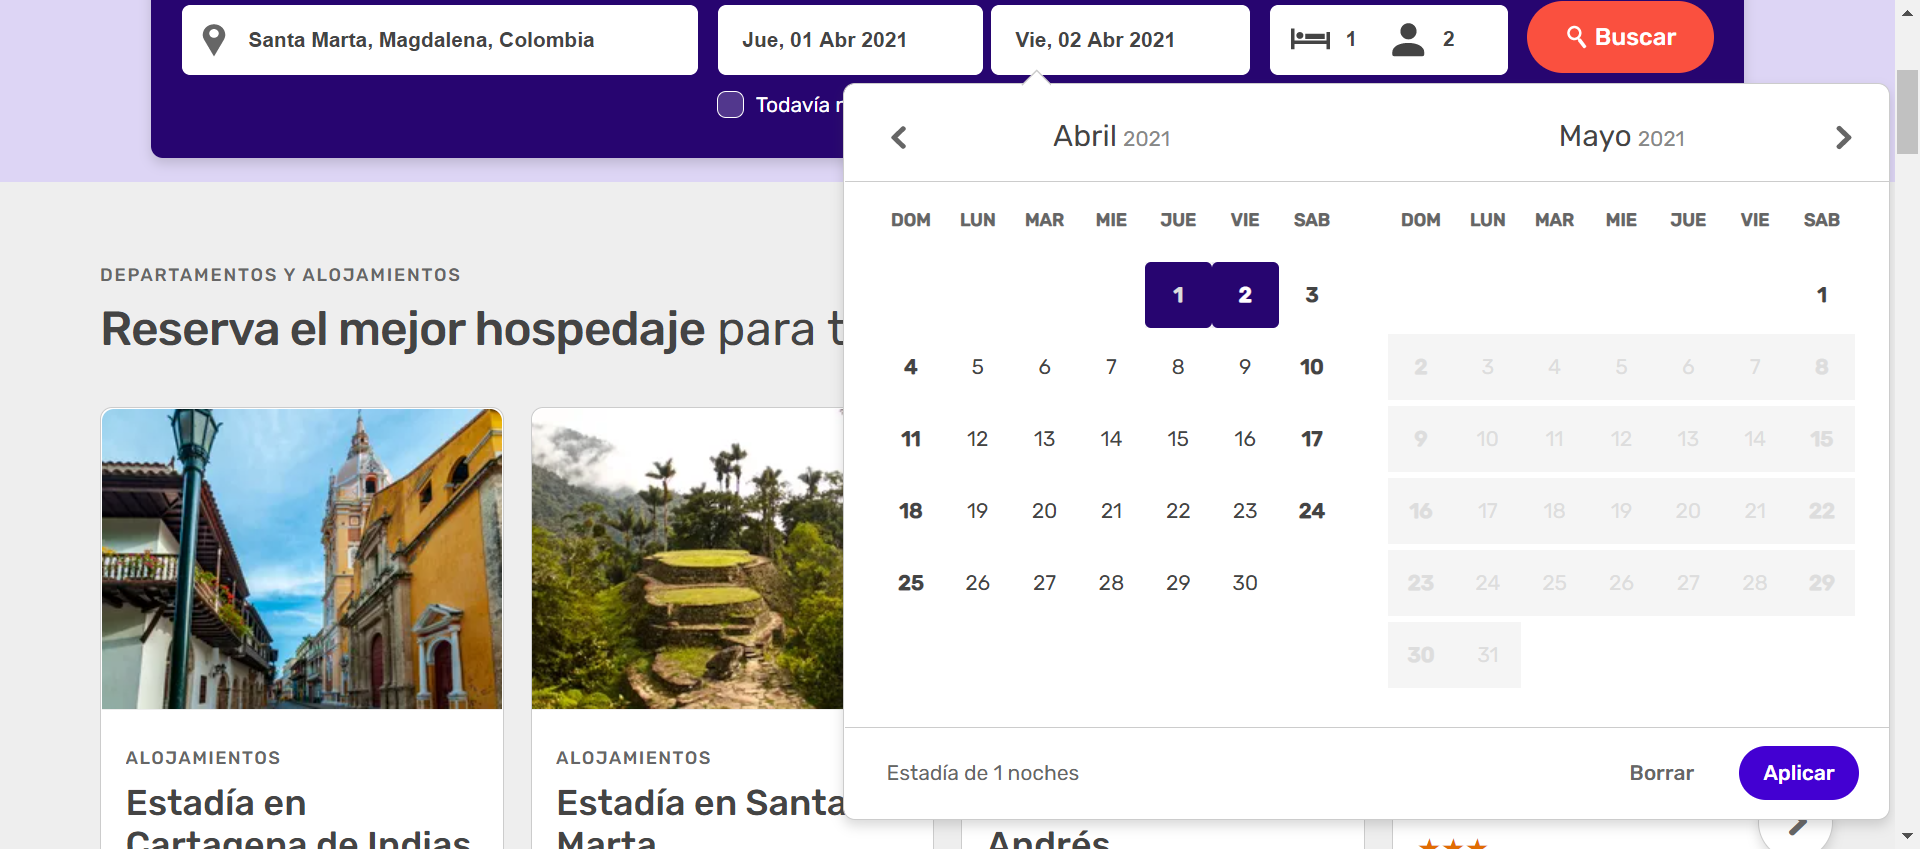 Santa Marta, Magdalena, Colombia
Jue, 01 Abr 2021
Vie, 02 Abr 2021
1
2
Buscar
Todavía
Abril 2021
Mayo 2021
DOM LUN MAR MIE JUE VIE SAB
1 2 3
4 5 6 7 8 9 10
11 12 13 14 15 16 17
18 19 20 21 22 23 24
25 26 27 28 29 30
DOM LUN MAR MIE JUE VIE SAB
1
2 3 4 5 6 7 8
9 10 11 12 13 14 15
16 17 18 19 20 21 22
23 24 25 26 27 28 29
30 31
Estadía de 1 noches
Borrar
Aplicar
DEPARTAMENTOS Y ALOJAMIENTOS
Reserva el mejor hospedaje para
ALOJAMIENTOS
Estadía en
Cartagena de Indias
ALOJAMIENTOS
Estadía en Santa
Marta
Andrés